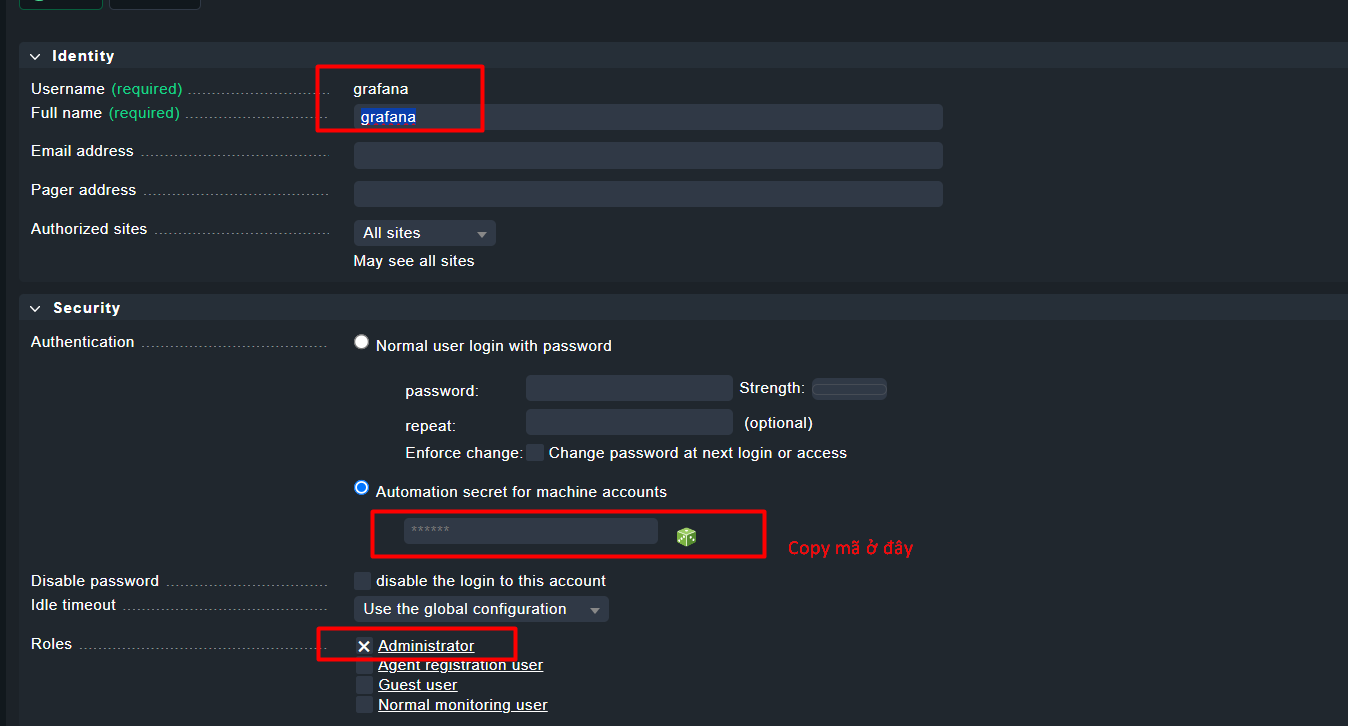 Identity
Username (required) grafana
Full name (required) grafana
Email address
Pager address
Authorized sites All sites
May see all sites
Security
Authentication Normal user login with password
password: Strength:
repeat: (optional)
Enforce change: Change password at next login or access
Automation secret for machine accounts
******
Copy mã ở đây
Disable password disable the login to this account
Idle timeout Use the global configuration
Roles Administrator
Agent registration user
Guest user
Normal monitoring user